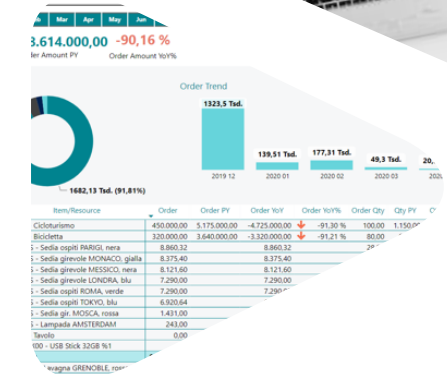 Mar Apr May Jun
3.614.000,00 -90,16 %
Order Amount YoY%
Order Trend
1323,5 Tsd.
139,51 Tsd.
177,31 Tsd.
49,3 Tsd.
20,
2019 12 2020 01 2020 02 2020 03
1682,13 Tsd. (91,81%)
Item/Resource Order Order PY Order YoY Order YoY% Order Qty Qty PY
Cicloturismo 450.000,00 5.175.000,00 -4.725.000,00 -91,30 % 100,00 1.150,00
Bicicletta 320.000,00 3.640.000,00 -3.320.000,00 -91,21 % 80,00
S - Sedia ospiti PARIGI, nera 8.860,32 8.860,32
S - Sedia girevole MONACO, gialla 8.375,40 8.375,40
S - Sedia girevole MESSICO, nera 8.121,60 8.121,60
S - Sedia girevole LONDRA, blu 7.290,00 7.290,00
S - Sedia ospiti ROMA, verde 7.290,00 7.290,00
S - Sedia ospiti TOKYO, blu 6.920,64
S - Sedia gir. MOSCA, rossa 1.431,00
S - Lampada AMSTERDAM 243,00
Tavolo 0,00
- USB Stick 32GB %1
GRENOBLE,